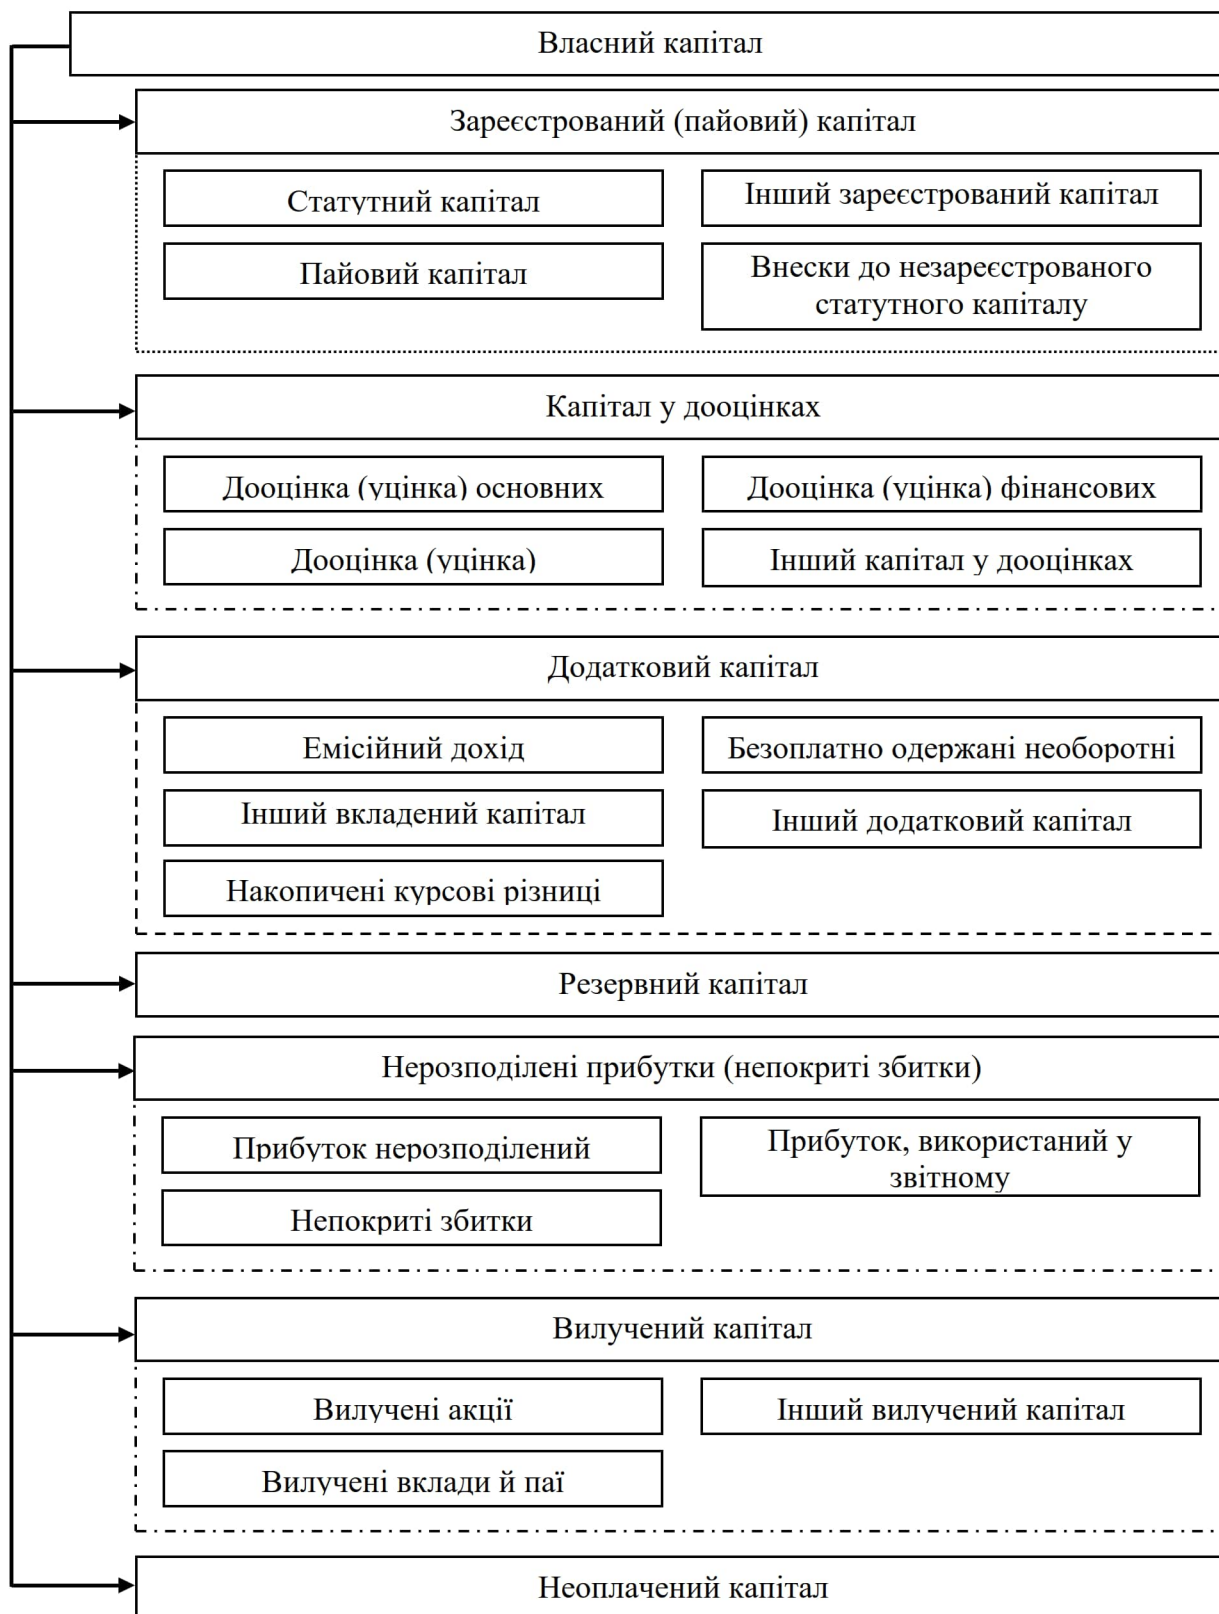 Власний капітал
Зареєстрований (пайовий) капітал
Статутний капітал
Інший зареєстрований капітал
Пайовий капітал
Внески до незареєстрованого
статутного капіталу
Капітал у дооцінках
Дооцінка (уцінка) основних
Дооцінка (уцінка) фінансових
Дооцінка (уцінка)
Інший капітал у дооцінках
Додатковий капітал
Емісійний дохід
Безоплатно одержані необоротні
Інший вкладений капітал
Інший додатковий капітал
Накопичені курсові різниці
Резервний капітал
Нерозподілені прибутки (непокриті збитки)
Прибуток нерозподілений
Прибуток, використаний у
звітному
Непокриті збитки
Вилучений капітал
Вилучені акції
Інший вилучений капітал
Вилучені вклади й паї
Неоплачений капітал